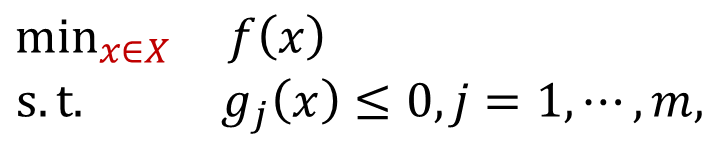 min_{x∈X} f(x)
s.t. g_j(x) ≤ 0, j = 1, ⋯, m,